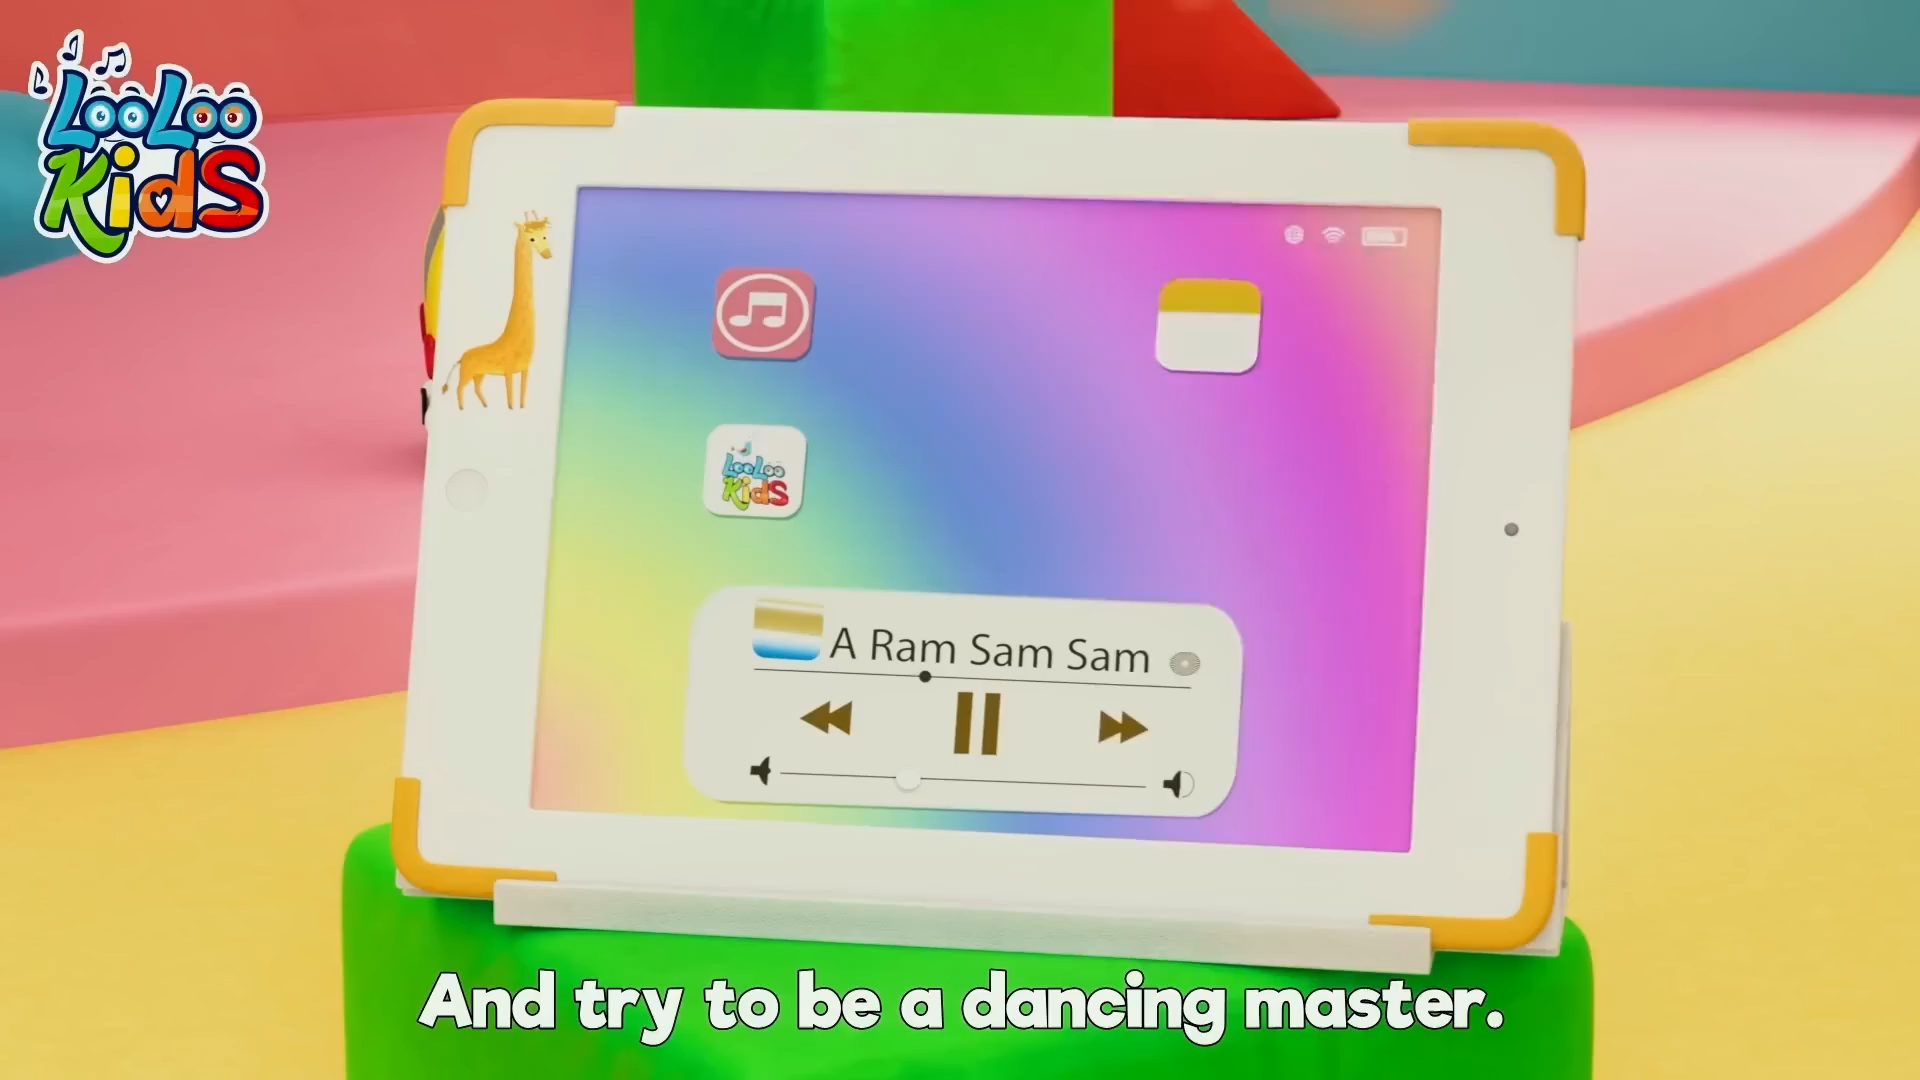 LooLoo
Kids
LooLoo
Kids
A Ram Sam Sam
And try to be a dancing master.